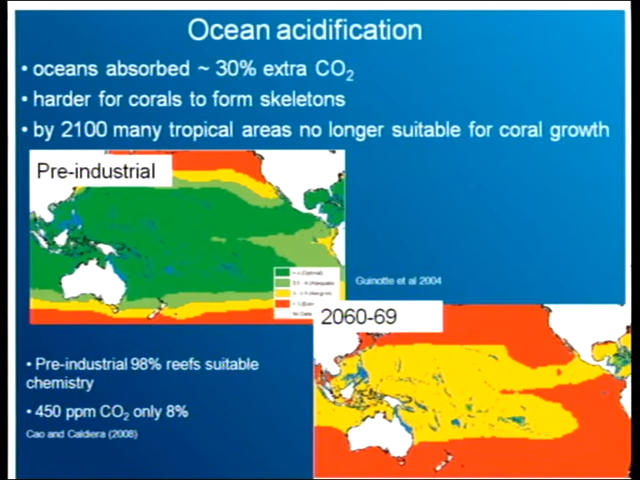 Ocean acidification
• oceans absorbed ~ 30% extra CO2
• harder for corals to form skeletons
• by 2100 many tropical areas no longer suitable for coral growth
Pre-industrial
Guinotte et al 2004
2060-69
• Pre-industrial 98% reefs suitable
chemistry
• 450 ppm CO2 only 8%
Cao and Caldiera (2008)